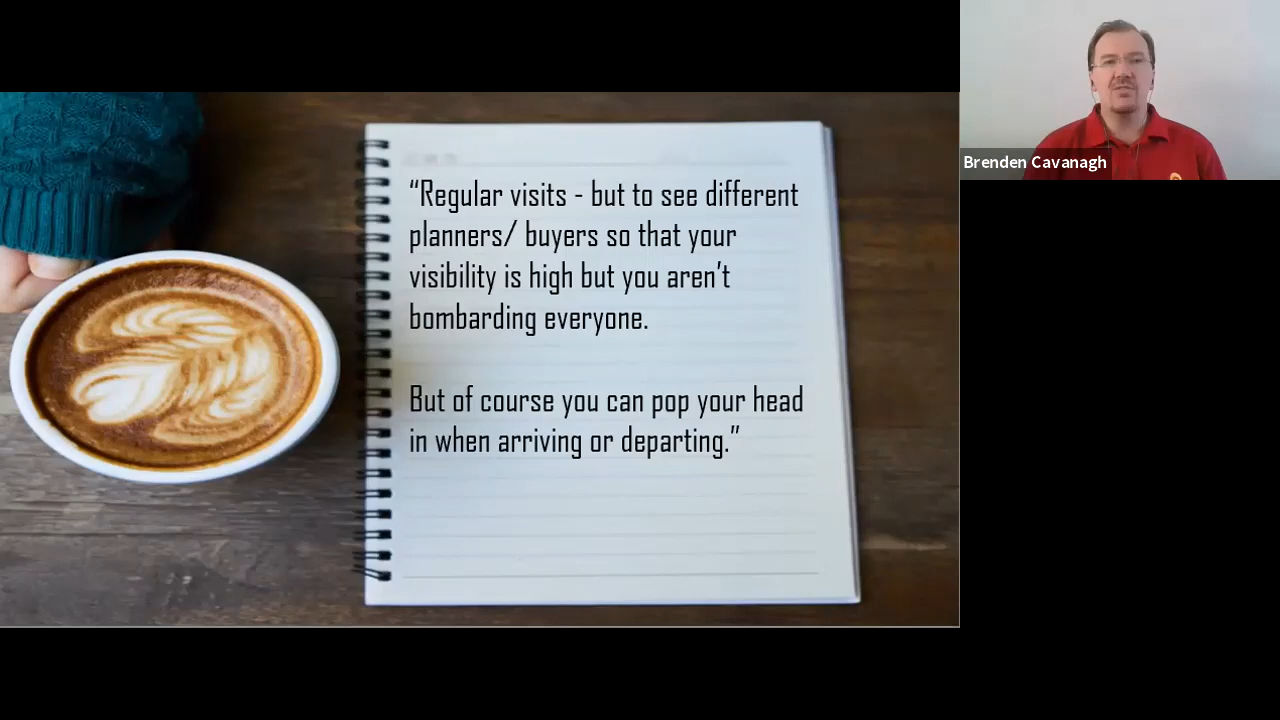 “Regular visits - but to see different
planners/ buyers so that your
visibility is high but you aren’t
bombarding everyone.
But of course you can pop your head
in when arriving or departing.”
Brenden Cavanagh